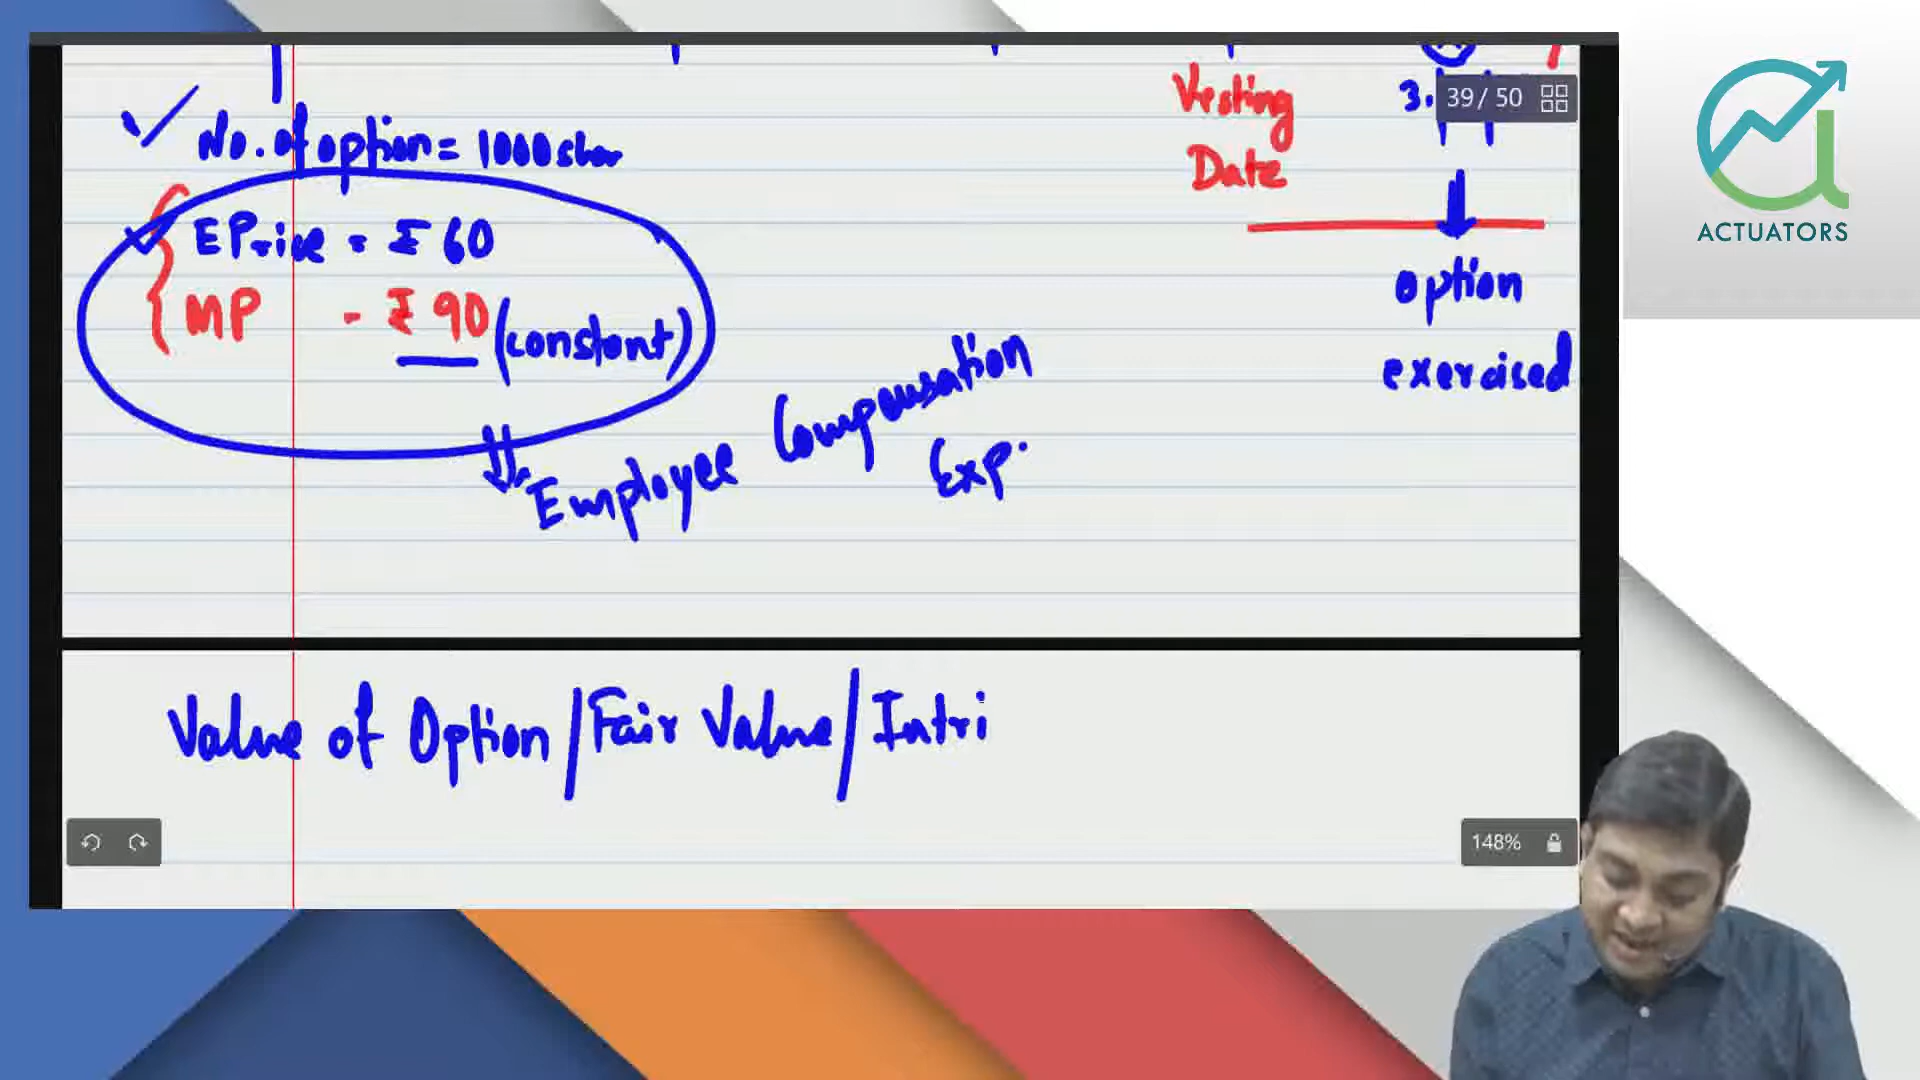 Vesting
Date
3.
39 / 50
No. of option = 1000 shar
EPrice = ₹ 60
MP - ₹ 90 (constant)
option
exercised
Employee Compensation
Exp.
Value of Option / Fair Value / Intri
148%
ACTUATORS